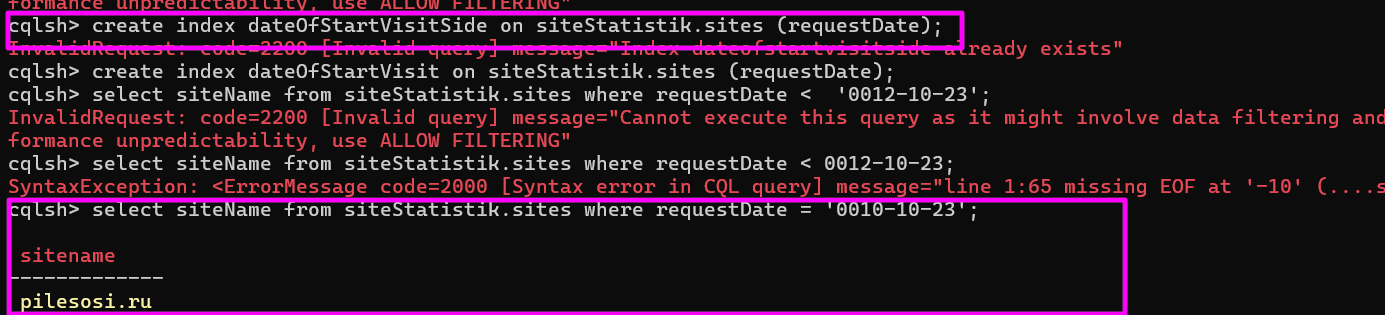 formance unpredictability, use ALLOW FILTERING"
cqlsh> create index dateOfStartVisitSide on siteStatistik.sites (requestDate);
InvalidRequest: code=2200 [Invalid query] message="Index dateofstartvisitside already exists"
cqlsh> create index dateOfStartVisit on siteStatistik.sites (requestDate);
cqlsh> select siteName from siteStatistik.sites where requestDate <  '0012-10-23';
InvalidRequest: code=2200 [Invalid query] message="Cannot execute this query as it might involve data filtering and
formance unpredictability, use ALLOW FILTERING"
cqlsh> select siteName from siteStatistik.sites where requestDate < 0012-10-23;
SyntaxException: <ErrorMessage code=2000 [Syntax error in CQL query] message="line 1:65 missing EOF at '-10' (....s
cqlsh> select siteName from siteStatistik.sites where requestDate = '0010-10-23';
sitename
-------------
pilesosi.ru